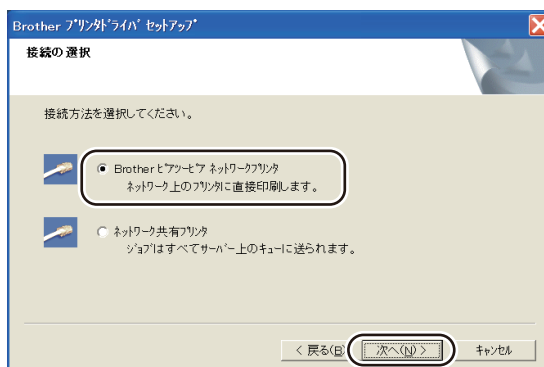 Brother プリンタドライバ セットアップ
接続の選択
接続方法を選択してください。
Brother ピアツーピア ネットワークプリンタ
ネットワーク上のプリンタに直接印刷します。
ネットワーク共有プリンタ
ジョブはすべてサーバー上のキューに送られます。
< 戻る(B) 次へ(N) > キャンセル